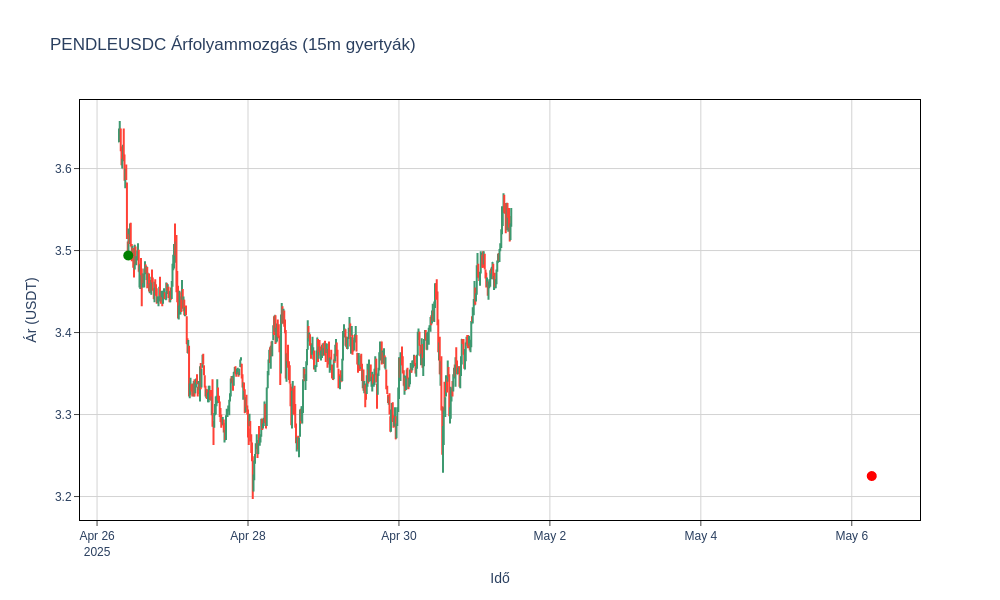 PENDLEUSDC Árfolyammozgás (15m gyertyák)
Ár (USDT)
3.6
3.5
3.4
3.3
3.2
Apr 26
2025
Apr 28
Apr 30
May 2
May 4
May 6
Idő